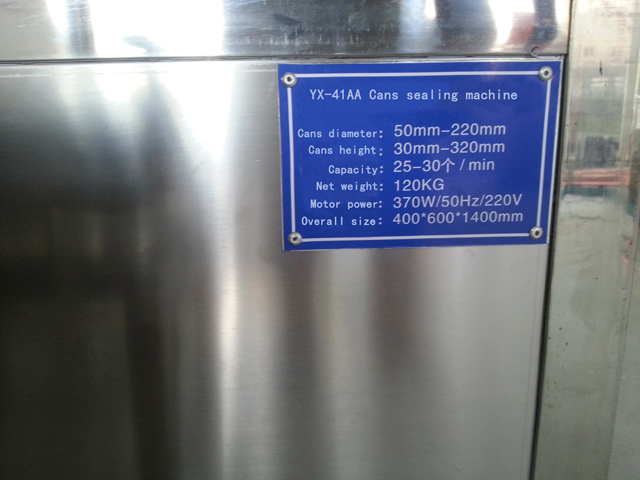 YX-41AA Cans sealing machine
Cans diameter: 50mm-220mm
Cans height: 30mm-320mm
Capacity: 25-30个/min
Net weight: 120KG
Motor power: 370W/50Hz/220V
Overall size: 400*600*1400mm